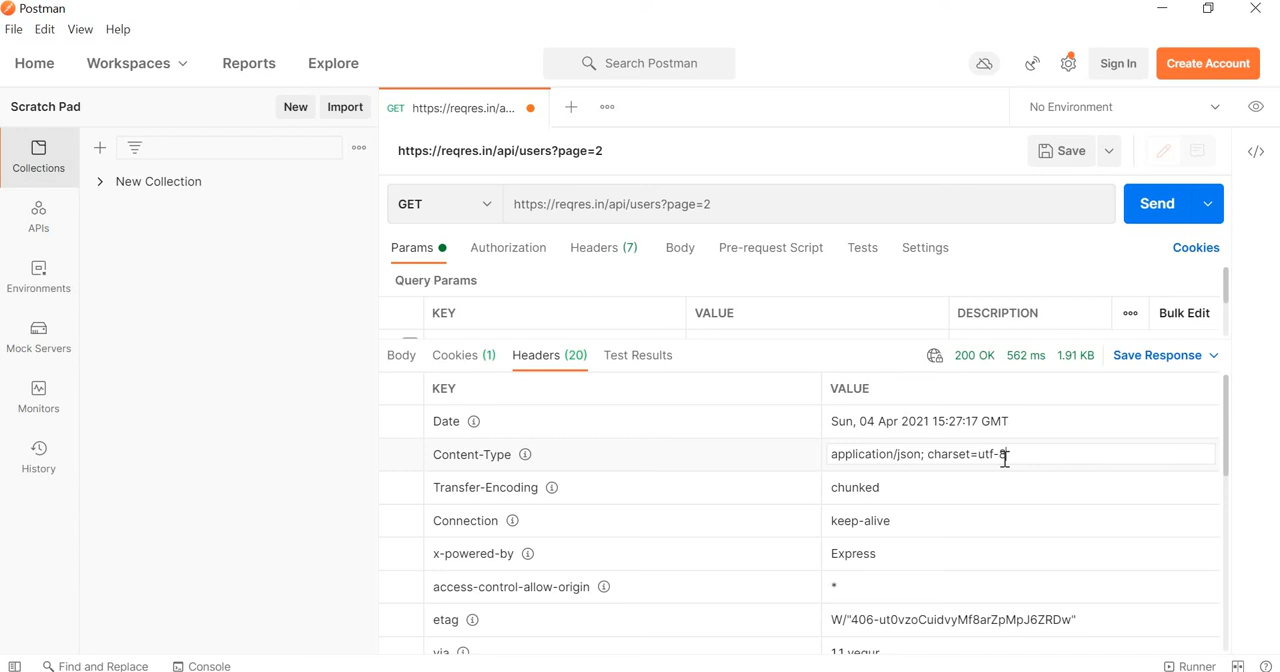 Postman
File Edit View Help
Home Workspaces Reports Explore Search Postman Sign In Create Account
Scratch Pad New Import GET https://reqres.in/a... No Environment
Collections
New Collection
APIs
Environments
Mock Servers
Monitors
History
https://reqres.in/api/users?page=2 Save
GET https://reqres.in/api/users?page=2 Send
Params Authorization Headers (7) Body Pre-request Script Tests Settings Cookies
Query Params
KEY VALUE DESCRIPTION Bulk Edit
Body Cookies (1) Headers (20) Test Results 200 OK 562 ms 1.91 KB Save Response
KEY VALUE
Date Sun, 04 Apr 2021 15:27:17 GMT
Content-Type application/json; charset=utf-8
Transfer-Encoding chunked
Connection keep-alive
x-powered-by Express
access-control-allow-origin *
etag W/"406-ut0vzoCuidvyMf8arZpMpJ6ZRDw"
via 1.1 vegur
Find and Replace Console Runner